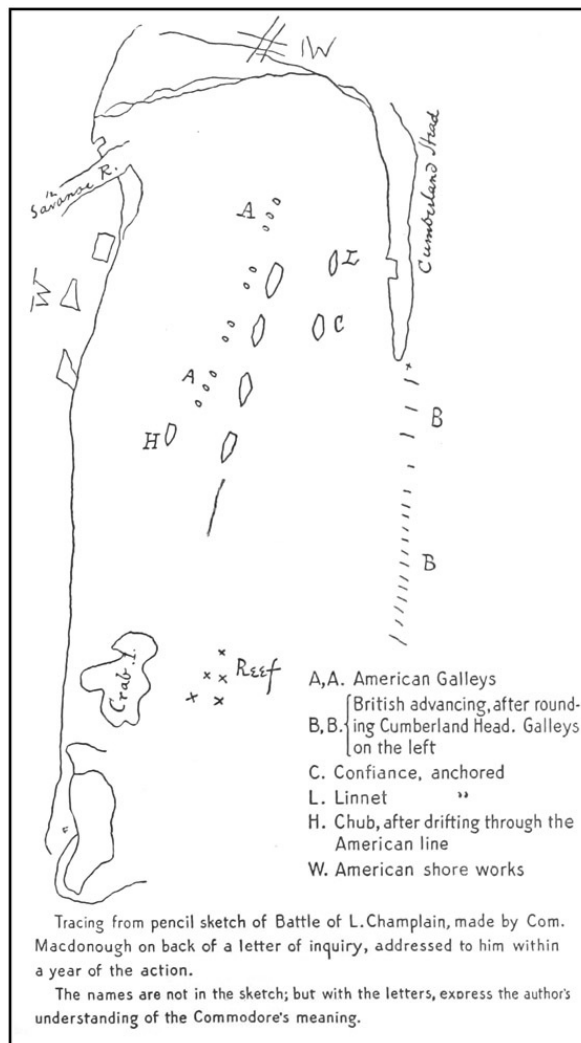 W
Cumberland Head
Saranac R.
A
L
W
C
A
B
H
B
Crab I.
Reef
A,A. American Galleys
B,B. British advancing, after round-
ing Cumberland Head. Galleys
on the left
C. Confiance, anchored
L. Linnet "
H. Chub, after drifting through the
American line
W. American shore works
Tracing from pencil sketch of Battle of L.Champlain, made by Com.
Macdonough on back of a letter of inquiry, addressed to him within
a year of the action.
The names are not in the sketch; but with the letters, express the author's
understanding of the Commodore's meaning.